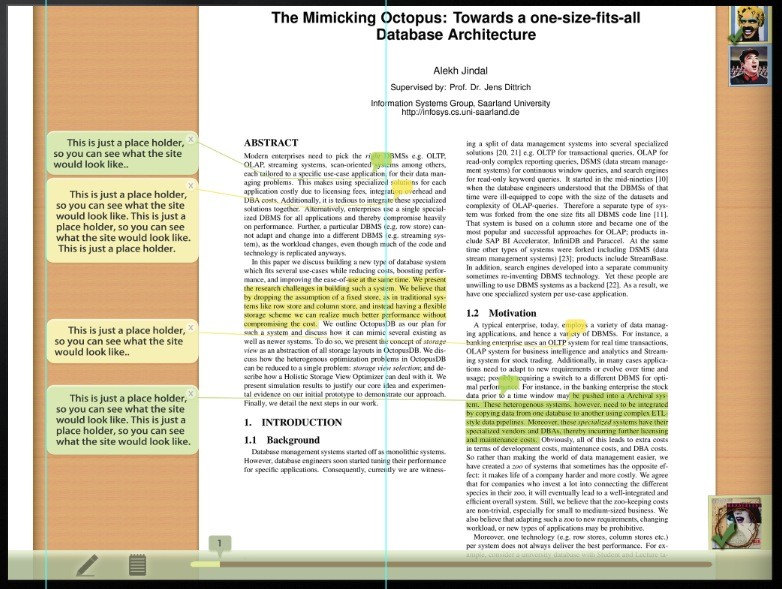 The Mimicking Octopus: Towards a one-size-fits-all
Database Architecture
Alekh Jindal
Supervised by: Prof. Dr. Jens Dittrich
Information Systems Group, Saarland University
http://infosys.cs.uni-saarland.de
This is just a place holder,
so you can see what the site
would look like..
This is just a place holder,
so you can see what the site
would look like. This is just a
place holder, so you can see
what the site would look like.
This is just a place holder.
This is just a place holder,
so you can see what the site
would look like..
This is just a place holder,
so you can see what the site
would look like. This is just a
place holder, so you can see
what the site would look like.
ABSTRACT
Modern enterprises need to pick the right DBMSs e.g. OLTP,
OLAP, streaming systems, scan-oriented systems among others,
each tailored to a specific use-case application, for their data man-
aging problems. This makes using specialized solutions for each
application costly due to licensing fees, integration overhead and
DBA costs. Additionally, it is tedious to integrate these specialized
solutions together. Alternatively, enterprises use a single special-
ized DBMS for all applications and thereby compromise heavily
on performance. Further, a particular DBMS (e.g. row store) can-
not adapt and change into a different DBMS (e.g. streaming sys-
tem), as the workload changes, even though much of the code and
technology is replicated anyways.
In this paper we discuss building a new type of database system
which fits several use-cases while reducing costs, boosting perfor-
mance, and improving the ease-of-use at the same time. We present
the research challenges in building such a system. We believe that
by dropping the assumption of a fixed store, as in traditional sys-
tems like row store and column store, and instead having a flexible
storage scheme we can realize much better performance without
compromising the cost. We outline OctopusDB as our plan for
such a system and discuss how it can mimic several existing as
well as newer systems. To do so, we present the concept of storage
view as an abstraction of all storage layouts in OctopusDB. We dis-
cuss how the heterogenous optimization problems in OctopusDB
can be reduced to a single problem: storage view selection; and de-
scribe how a Holistic Storage View Optimizer can deal with it. We
present simulation results to justify our core idea and experimen-
tal evidence on our initial prototype to demonstrate our approach.
Finally, we detail the next steps in our work.
1. INTRODUCTION
1.1 Background
Database management systems started off as monolithic systems.
However, database engineers soon started tuning their performance
for specific applications. Consequently, currently we are witness-
ing a split of data management systems into several specialized
solutions [20, 21] e.g. OLTP for transactional queries, OLAP for
read-only complex reporting queries, DSMS (data stream manage-
ment systems) for continuous window queries, and search engines
for read-only keyword queries. It started in the mid-nineties [10]
when the database engineers understood that the DBMSs of that
time were ill-equipped to cope with the size of the datasets and
complexity of OLAP-queries. Therefore a separate type of sys-
tem was forked from the one size fits all DBMS code line [11].
That system is based on a column store and became one of the
most popular and successful approaches for OLAP; products in-
clude SAP BI Accelerator, InfiniDB and Paraccel. At the same
time other types of systems were forked including DSMS (data
stream management systems) [23]; products include StreamBase.
In addition, search engines developed into a separate community
sometimes re-inventing DBMS technology. Yet these people are
unwilling to use DBMS systems as a backend [22]. As a result, we
have one specialized system per use-case application.
1.2 Motivation
A typical enterprise, today, employs a variety of data manag-
ing applications, and hence a variety of DBMSs. For instance, a
banking enterprise uses an OLTP system for real time transactions,
OLAP system for business intelligence and analytics and Stream-
ing system for stock trading. Additionally, in many cases applica-
tions need to adapt to new requirements or evolve over time and
usage; possibly requiring a switch to a different DBMS for opti-
mal performance. For instance, in the banking enterprise the stock
data prior to a time window may be pushed into a Archival sys-
tem. These heterogenous systems, however, need to be integrated
by copying data from one database to another using complex ETL-
style data pipelines. Moreover, these specialized systems have their
specialized vendors and DBAs, thereby incurring further licensing
and maintenance costs. Obviously, all of this leads to extra costs
in terms of development costs, maintenance costs, and DBA costs.
So rather than making the world of data management easier, we
have created a zoo of systems that sometimes has the opposite ef-
fect: it makes life of a company harder and more costly. We agree
that for companies who invest a lot into connecting the different
species in their zoo, it will eventually lead to a well-integrated and
efficient overall system. Still, we believe that the zoo-keeping costs
are non-trivial, especially for small to medium-sized business. We
also believe that adapting such a zoo to new requirements, changing
workload, or new types of applications may be prohibitive.
Moreover, one technology (e.g. row stores, column stores etc.)
per system does not always deliver the best performance. For ex-
1